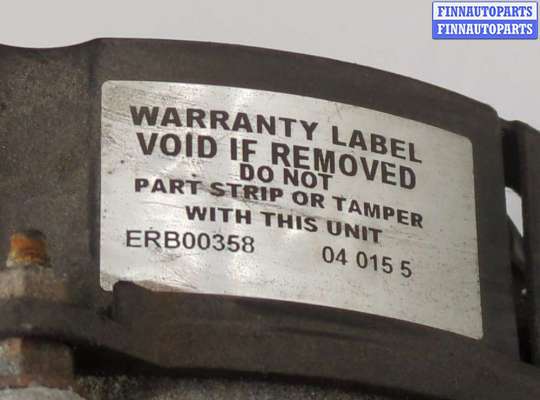 FINNAUTOPARTS
FINNAUTOPARTS
WARRANTY LABEL
VOID IF REMOVED
DO NOT
PART STRIP OR TAMPER
WITH THIS UNIT
ERB00358 04 015 5